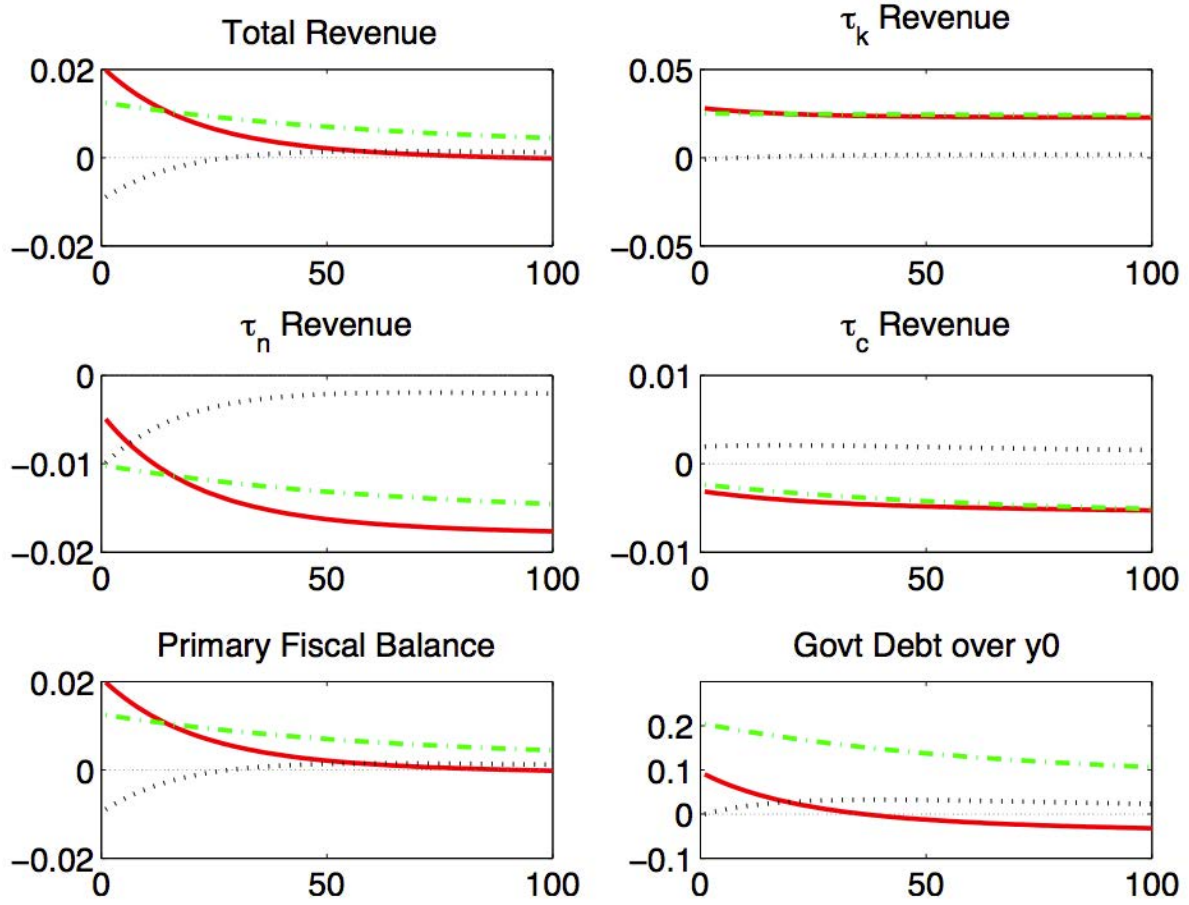 Total Revenue
0.02
0
−0.02
0 50 100
τk Revenue
0.05
0
−0.05
0 50 100
τn Revenue
0
−0.01
−0.02
0 50 100
τc Revenue
0.01
0
−0.01
0 50 100
Primary Fiscal Balance
0.02
0
−0.02
0 50 100
Govt Debt over y0
0.2
0.1
0
−0.1
0 50 100